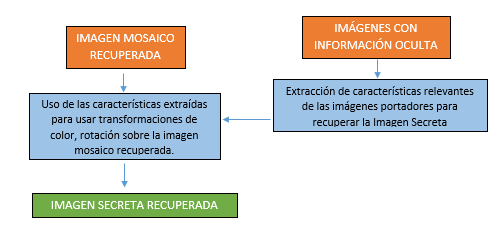 IMAGEN MOSAICO
RECUPERADA
IMÁGENES CON
INFORMACIÓN OCULTA
Extracción de características relevantes
de las imágenes portadores para
recuperar la Imagen Secreta
Uso de las características extraídas
para usar transformaciones de
color, rotación sobre la imagen
mosaico recuperada.
IMAGEN SECRETA RECUPERADA